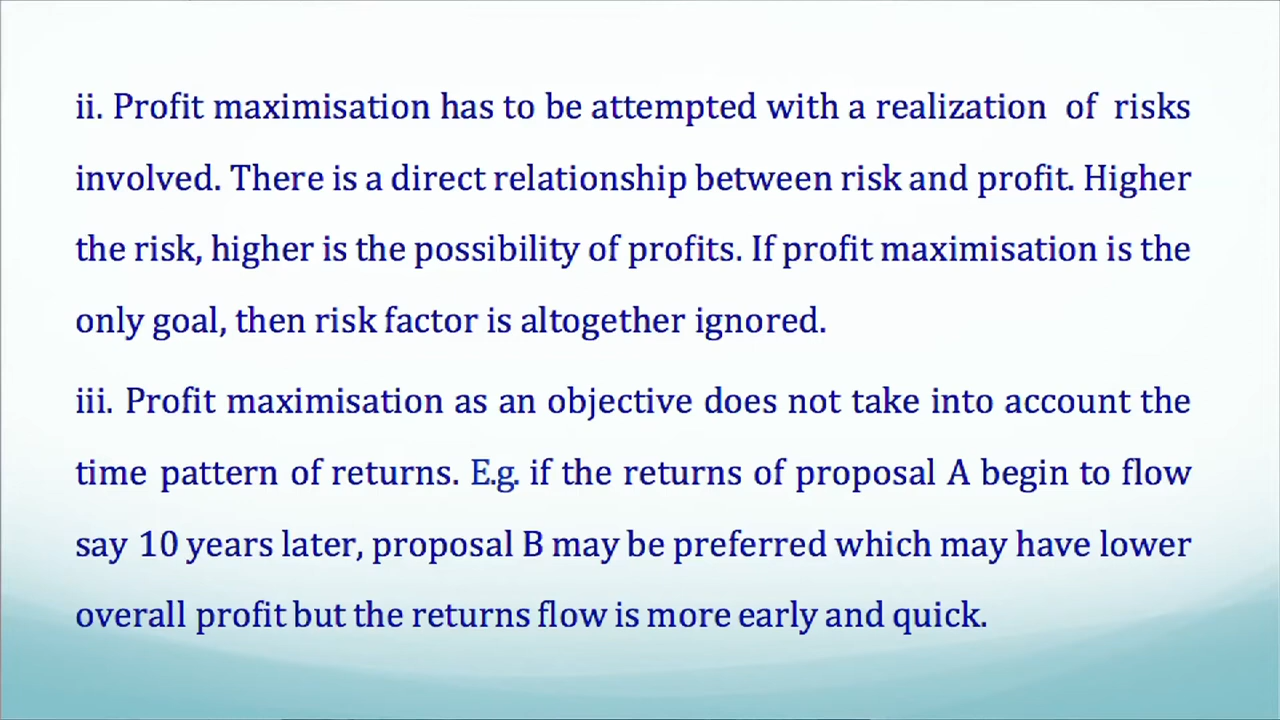 ii. Profit maximisation has to be attempted with a realization of risks
involved. There is a direct relationship between risk and profit. Higher
the risk, higher is the possibility of profits. If profit maximisation is the
only goal, then risk factor is altogether ignored.
iii. Profit maximisation as an objective does not take into account the
time pattern of returns. E.g. if the returns of proposal A begin to flow
say 10 years later, proposal B may be preferred which may have lower
overall profit but the returns flow is more early and quick.